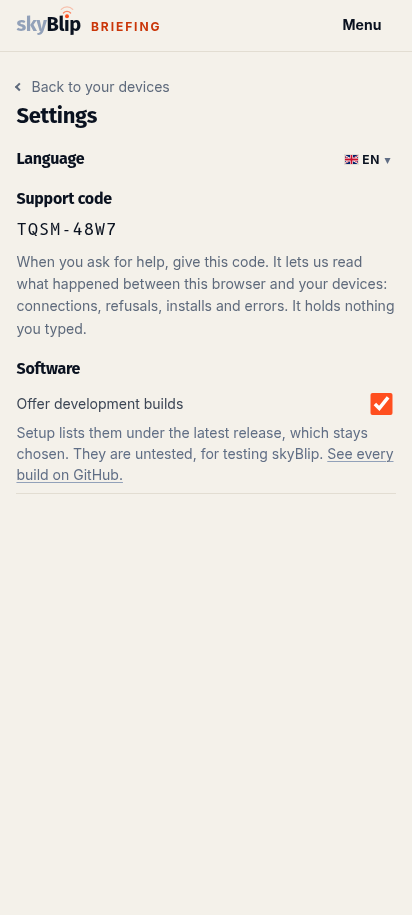 skyBlip BRIEFING
Menu
Back to your devices
Settings
Language
EN
Support code
TQSM-48W7
When you ask for help, give this code. It lets us read
what happened between this browser and your devices:
connections, refusals, installs and errors. It holds nothing
you typed.
Software
Offer development builds
Setup lists them under the latest release, which stays
chosen. They are untested, for testing skyBlip. See every
build on GitHub.